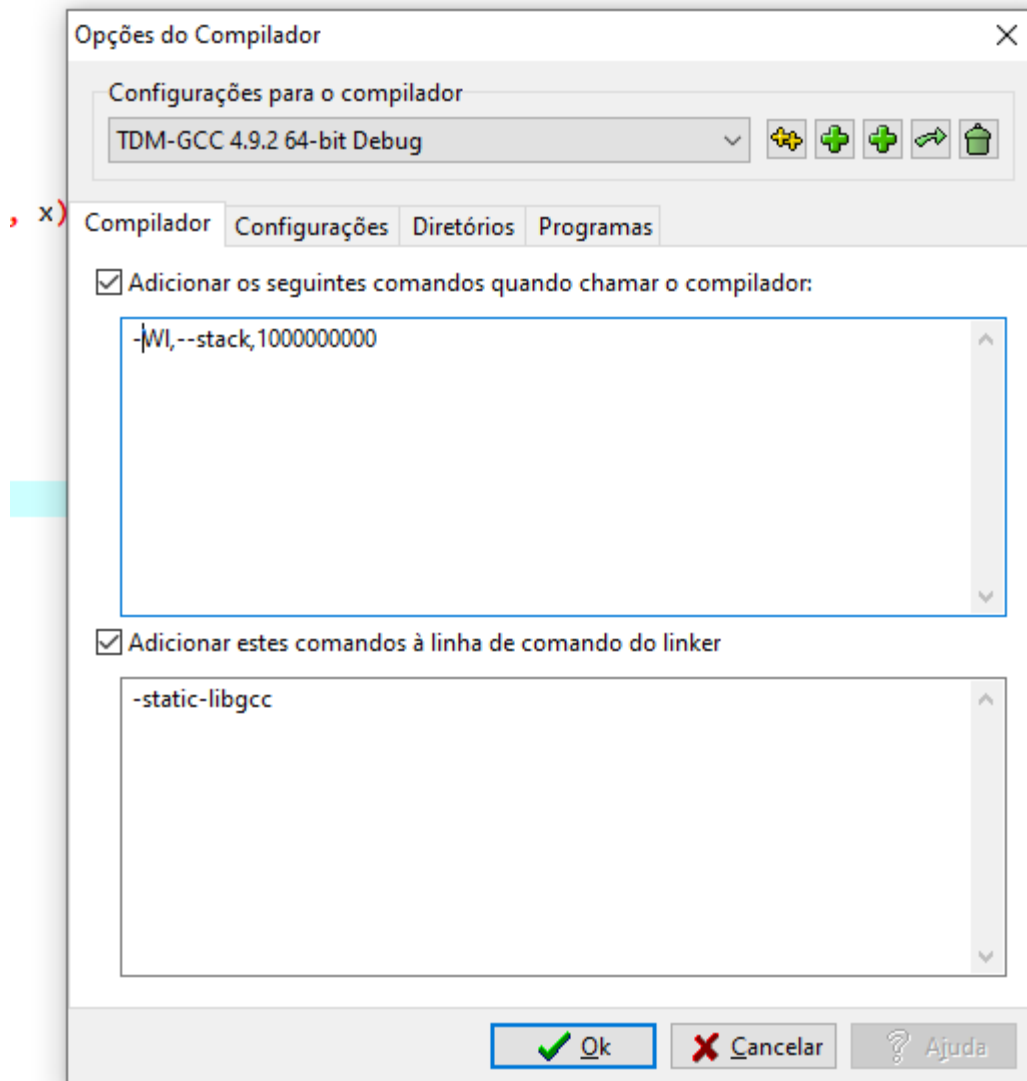 Opções do Compilador
Configurações para o compilador
TDM-GCC 4.9.2 64-bit Debug
, x)
Compilador Configurações Diretórios Programas
Adicionar os seguintes comandos quando chamar o compilador:
-Wl,--stack,1000000000
Adicionar estes comandos à linha de comando do linker
-static-libgcc
Ok Cancelar Ajuda